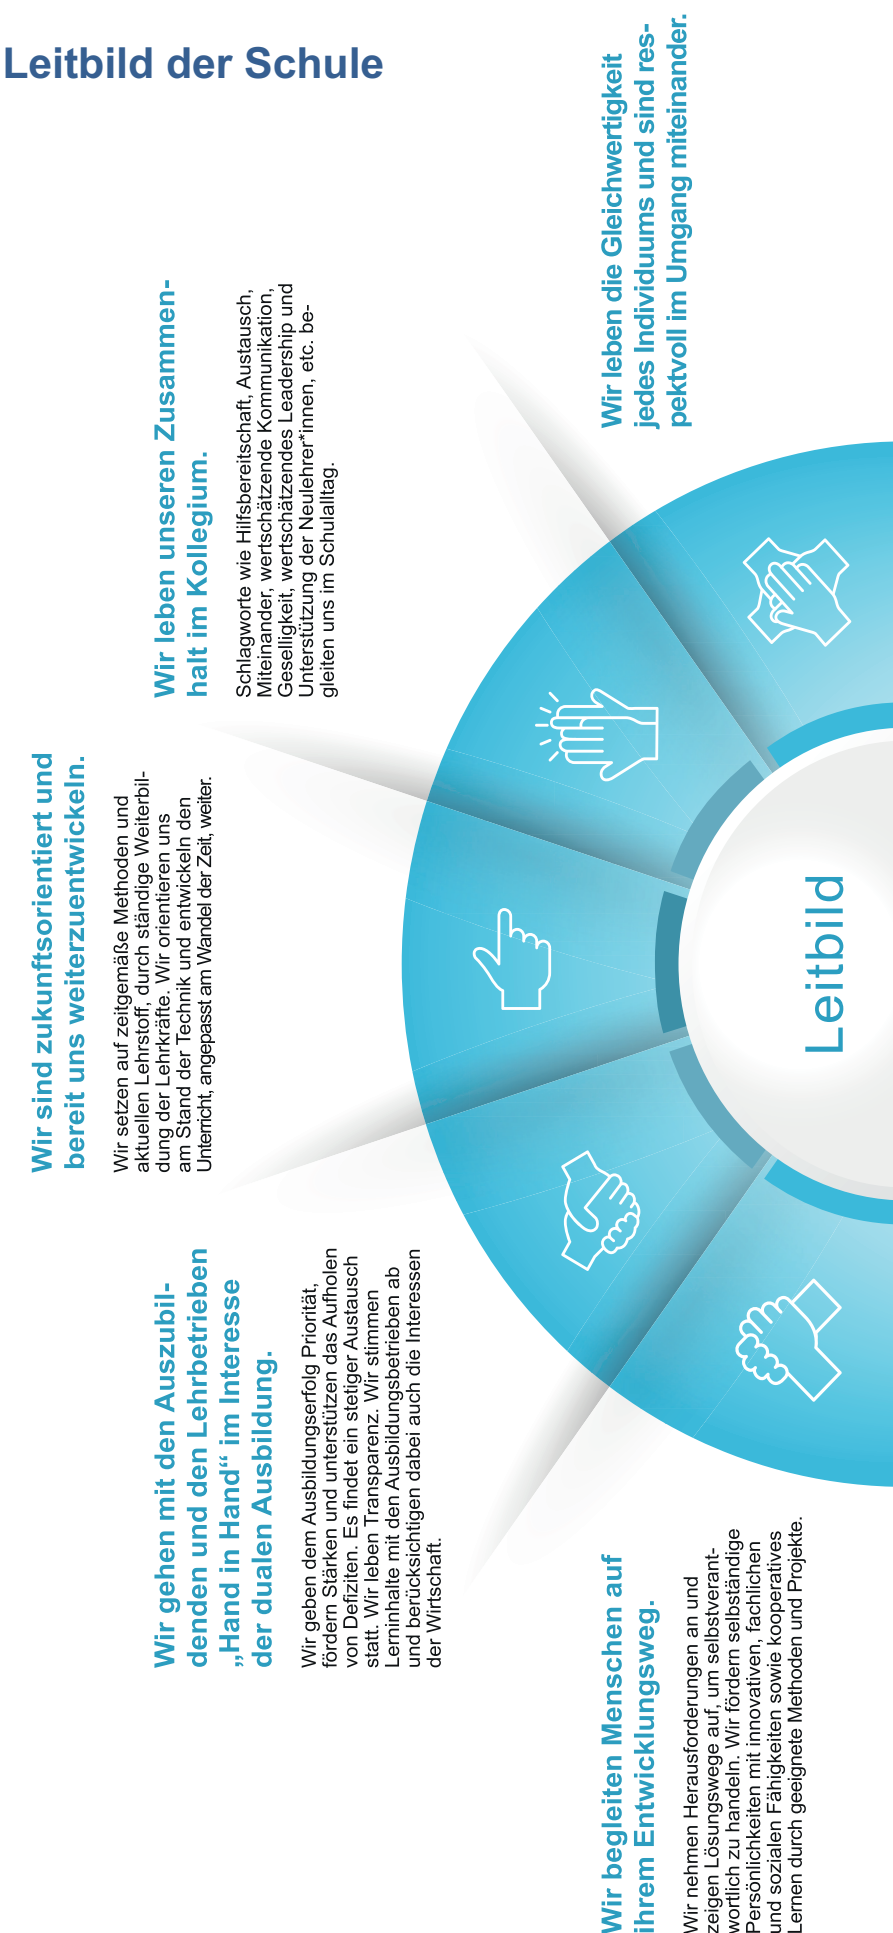 Leitbild der Schule
Wir begleiten Menschen auf
ihrem Entwicklungsweg.
Wir nehmen Herausforderungen an und
zeigen Lösungswege auf, um selbstverant-
wortlich zu handeln. Wir fördern selbständige
Persönlichkeiten mit innovativen, fachlichen
und sozialen Fähigkeiten sowie kooperatives
Lernen durch geeignete Methoden und Projekte.
Wir gehen mit den Auszubil-
denden und den Lehrbetrieben
„Hand in Hand“ im Interesse
der dualen Ausbildung.
Wir geben dem Ausbildungserfolg Priorität,
fördern Stärken und unterstützen das Aufholen
von Defiziten. Es findet ein stetiger Austausch
statt. Wir leben Transparenz. Wir stimmen
Lerninhalte mit den Ausbildungsbetrieben ab
und berücksichtigen dabei auch die Interessen
der Wirtschaft.
Wir sind zukunftsorientiert und
bereit uns weiterzuentwickeln.
Wir setzen auf zeitgemäße Methoden und
aktuellen Lehrstoff, durch ständige Weiterbil-
dung der Lehrkräfte. Wir orientieren uns
am Stand der Technik und entwickeln den
Unterricht, angepasst am Wandel der Zeit, weiter.
Wir leben unseren Zusammen-
halt im Kollegium.
Schlagworte wie Hilfsbereitschaft, Austausch,
Miteinander, wertschätzende Kommunikation,
Geselligkeit, wertschätzendes Leadership und
Unterstützung der Neulehrer*innen, etc. be-
gleiten uns im Schulalltag.
Wir leben die Gleichwertigkeit
jedes Individuums und sind res-
pektvoll im Umgang miteinander.
Leitbild